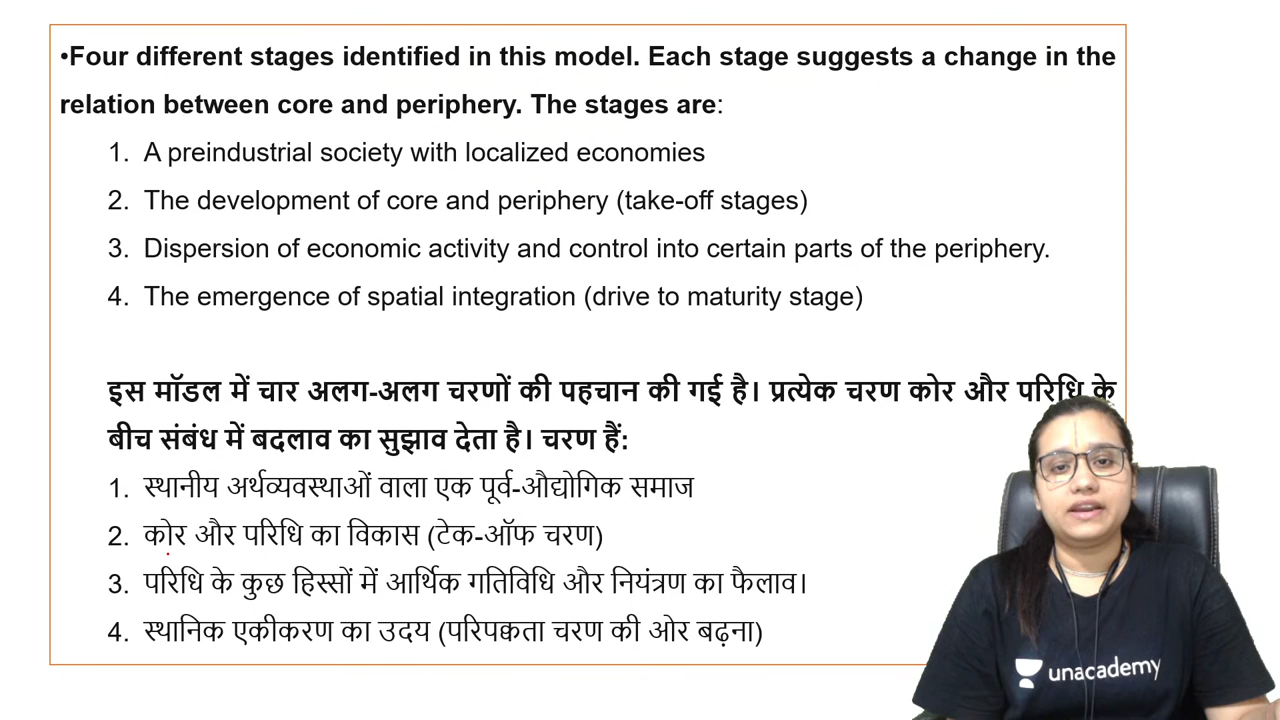 •Four different stages identified in this model. Each stage suggests a change in the
relation between core and periphery. The stages are:
1. A preindustrial society with localized economies
2. The development of core and periphery (take-off stages)
3. Dispersion of economic activity and control into certain parts of the periphery.
4. The emergence of spatial integration (drive to maturity stage)
इस मॉडल में चार अलग-अलग चरणों की पहचान की गई है। प्रत्येक चरण कोर और परिधि के
बीच संबंध में बदलाव का सुझाव देता है। चरण हैं:
1. स्थानीय अर्थव्यवस्थाओं वाला एक पूर्व-औद्योगिक समाज
2. कोर और परिधि का विकास (टेक-ऑफ चरण)
3. परिधि के कुछ हिस्सों में आर्थिक गतिविधि और नियंत्रण का फैलाव।
4. स्थानिक एकीकरण का उदय (परिपक्वता चरण की ओर बढ़ना)
unacademy